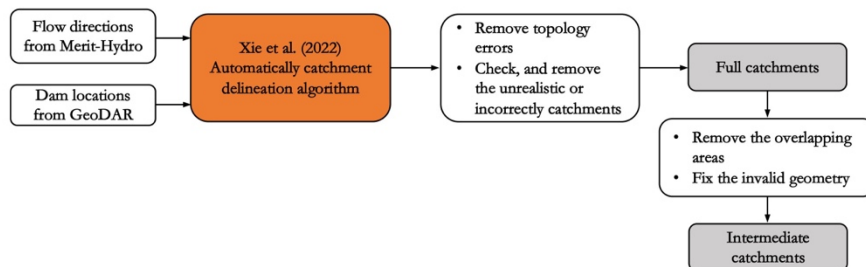 Flow directions
from Merit-Hydro
Dam locations
from GeoDAR
Xie et al. (2022)
Automatically catchment
delineation algorithm
• Remove topology
errors
• Check, and remove
the unrealistic or
incorrectly catchments
Full catchments
• Remove the overlapping
areas
• Fix the invalid geometry
Intermediate
catchments